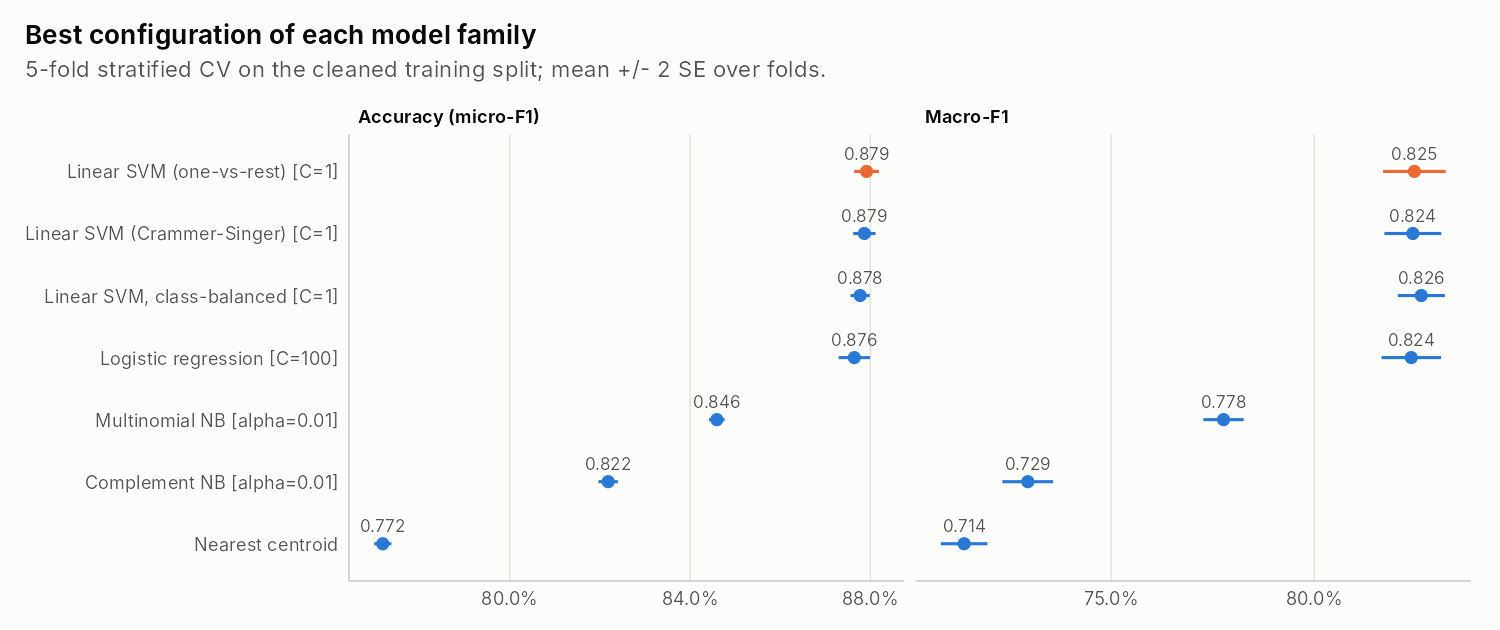 Best configuration of each model family
5-fold stratified CV on the cleaned training split; mean +/- 2 SE over folds.
Accuracy (micro-F1)
Macro-F1
Linear SVM (one-vs-rest) [C=1]
0.879
0.825
Linear SVM (Crammer-Singer) [C=1]
0.879
0.824
Linear SVM, class-balanced [C=1]
0.878
0.826
Logistic regression [C=100]
0.876
0.824
Multinomial NB [alpha=0.01]
0.846
0.778
Complement NB [alpha=0.01]
0.822
0.729
Nearest centroid
0.772
0.714
80.0%
84.0%
88.0%
75.0%
80.0%